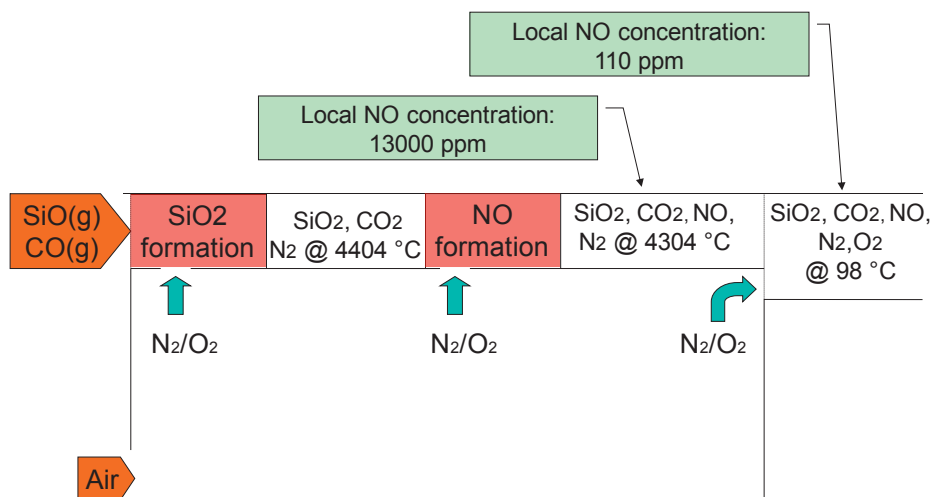 Local NO concentration:
110 ppm
Local NO concentration:
13000 ppm
SiO(g)
CO(g)
SiO2
formation
SiO2, CO2
N2 @ 4404 °C
NO
formation
SiO2, CO2, NO,
N2 @ 4304 °C
SiO2, CO2, NO,
N2,O2
@ 98 °C
N2/O2
N2/O2
N2/O2
Air